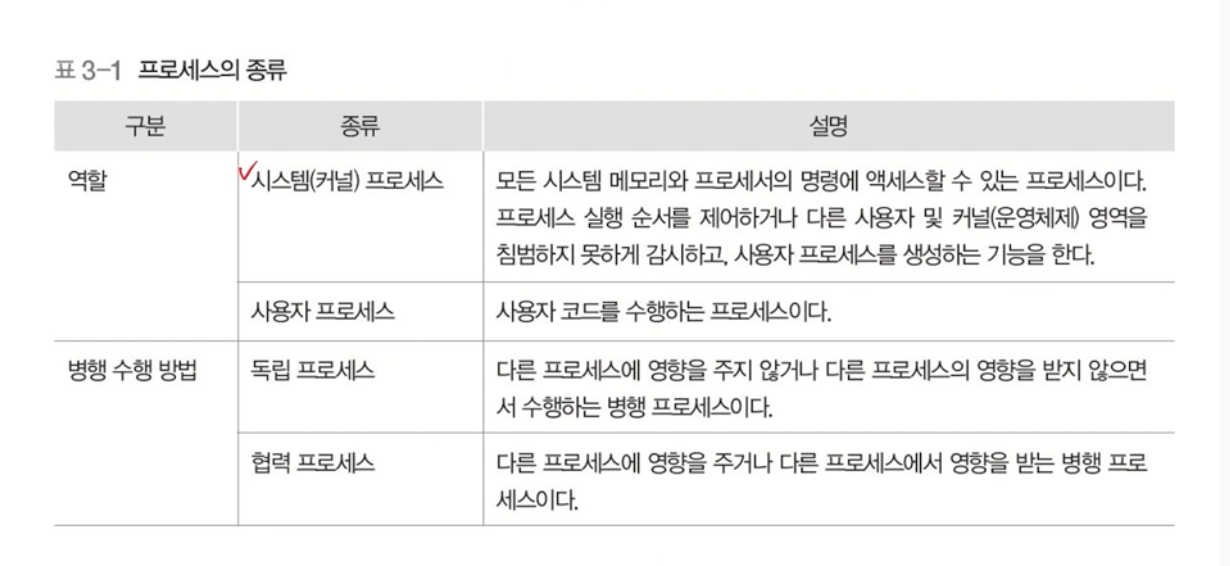 표 3-1 프로세스의 종류
구분 종류 설명
역할 시스템(커널) 프로세스 모든 시스템 메모리와 프로세서의 명령에 액세스할 수 있는 프로세스이다.
프로세스 실행 순서를 제어하거나 다른 사용자 및 커널(운영체제) 영역을
침범하지 못하게 감시하고, 사용자 프로세스를 생성하는 기능을 한다.
사용자 프로세스 사용자 코드를 수행하는 프로세스이다.
병행 수행 방법 독립 프로세스 다른 프로세스에 영향을 주지 않거나 다른 프로세스의 영향을 받지 않으면
서 수행하는 병행 프로세스이다.
협력 프로세스 다른 프로세스에 영향을 주거나 다른 프로세스에서 영향을 받는 병행 프로
세스이다.